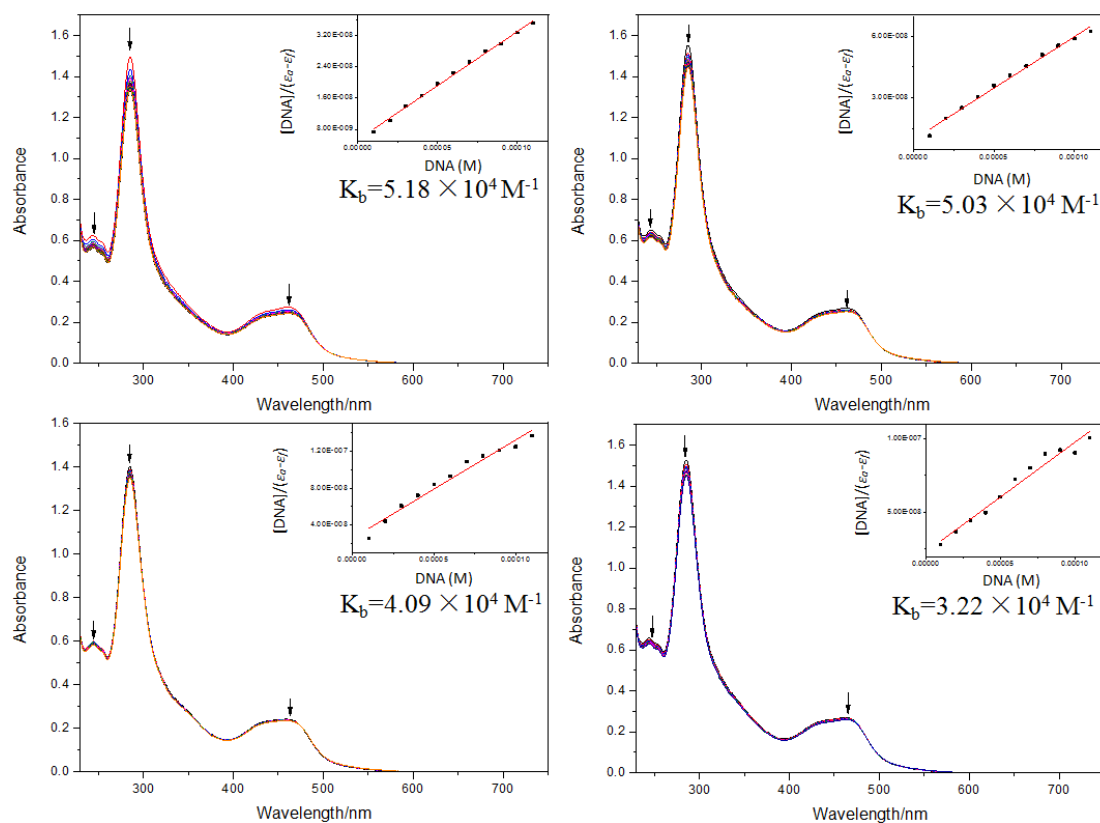 1.6
1.4
1.2
1.0
0.8
0.6
0.4
0.2
0.0
Absorbance
300
400
500
600
700
Wavelength/nm
[DNA]/(εa-εf)
3.20E-008
2.40E-008
1.60E-008
8.00E-009
0.00000
0.00005
0.00010
DNA (M)
Kb=5.18 × 10⁴ M⁻¹
1.6
1.4
1.2
1.0
0.8
0.6
0.4
0.2
0.0
Absorbance
300
400
500
600
700
Wavelength/nm
[DNA]/(εa-εf)
6.00E-008
3.00E-008
0.00000
0.00005
0.00010
DNA (M)
Kb=5.03 × 10⁴ M⁻¹
1.6
1.4
1.2
1.0
0.8
0.6
0.4
0.2
0.0
Absorbance
300
400
500
600
700
Wavelength/nm
[DNA]/(εa-εf)
1.20E-007
8.00E-008
4.00E-008
0.00000
0.00005
0.00010
DNA (M)
Kb=4.09 × 10⁴ M⁻¹
1.6
1.4
1.2
1.0
0.8
0.6
0.4
0.2
0.0
Absorbance
300
400
500
600
700
Wavelength/nm
[DNA]/(εa-εf)
1.00E-007
5.00E-008
0.00000
0.00005
0.00010
DNA (M)
Kb=3.22 × 10⁴ M⁻¹